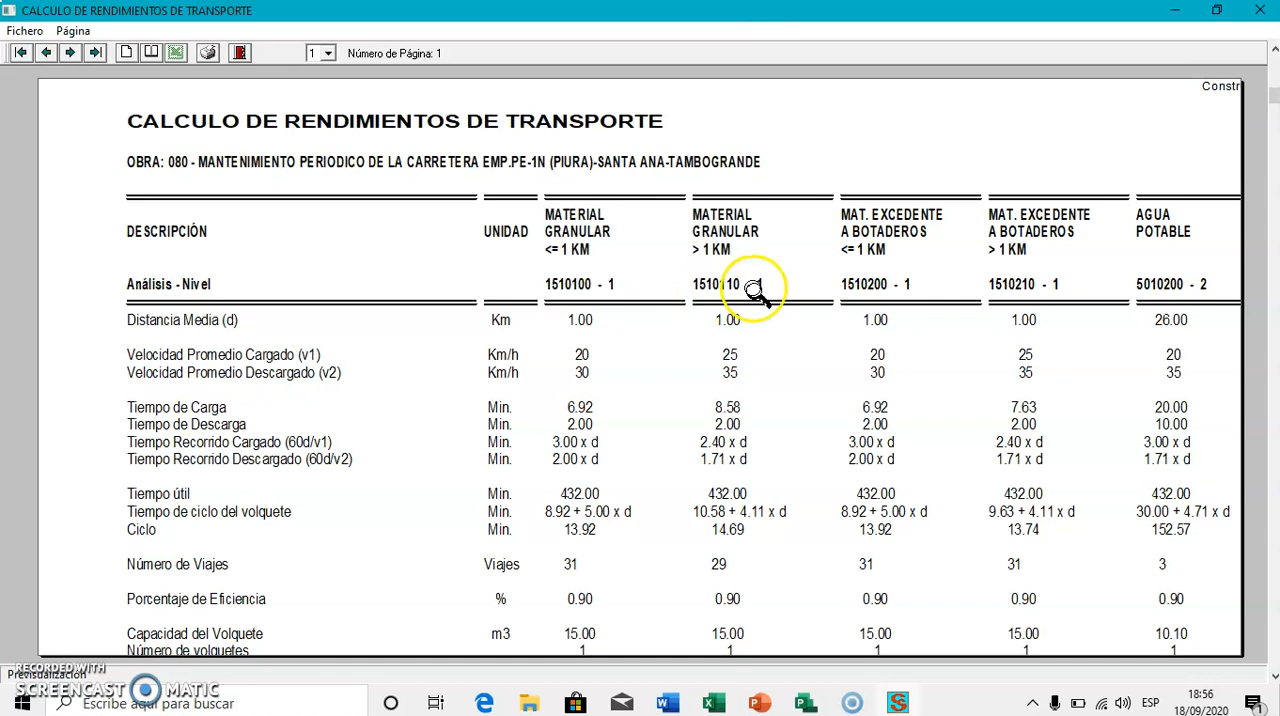 CALCULO DE RENDIMIENTOS DE TRANSPORTE
Fichero Página
1 Número de Página: 1
Constr
CALCULO DE RENDIMIENTOS DE TRANSPORTE
OBRA: 080 - MANTENIMIENTO PERIODICO DE LA CARRETERA EMP.PE-1N (PIURA)-SANTA ANA-TAMBOGRANDE
MATERIAL MATERIAL MAT. EXCEDENTE MAT. EXCEDENTE AGUA
DESCRIPCIÓN UNIDAD GRANULAR GRANULAR A BOTADEROS A BOTADEROS POTABLE
<= 1 KM > 1 KM <= 1 KM > 1 KM
Análisis - Nivel 1510100 - 1 1510110 - 1 1510200 - 1 1510210 - 1 5010200 - 2
Distancia Media (d) Km 1.00 1.00 1.00 1.00 26.00
Velocidad Promedio Cargado (v1) Km/h 20 25 20 25 20
Velocidad Promedio Descargado (v2) Km/h 30 35 30 35 35
Tiempo de Carga Min. 6.92 8.58 6.92 7.63 20.00
Tiempo de Descarga Min. 2.00 2.00 2.00 2.00 10.00
Tiempo Recorrido Cargado (60d/v1) Min. 3.00 x d 2.40 x d 3.00 x d 2.40 x d 3.00 x d
Tiempo Recorrido Descargado (60d/v2) Min. 2.00 x d 1.71 x d 2.00 x d 1.71 x d 1.71 x d
Tiempo útil Min. 432.00 432.00 432.00 432.00 432.00
Tiempo de ciclo del volquete Min. 8.92 + 5.00 x d 10.58 + 4.11 x d 8.92 + 5.00 x d 9.63 + 4.11 x d 30.00 + 4.71 x d
Ciclo Min. 13.92 14.69 13.92 13.74 152.57
Número de Viajes Viajes 31 29 31 31 3
Porcentaje de Eficiencia % 0.90 0.90 0.90 0.90 0.90
Capacidad del Volquete m3 15.00 15.00 15.00 15.00 10.10
Número de volquetes 1 1 1 1 1
Previsualización
RECORDED WITH
SCREENCAST MATIC
Escribe aquí para buscar
ESP
18:56
18/09/2020
1